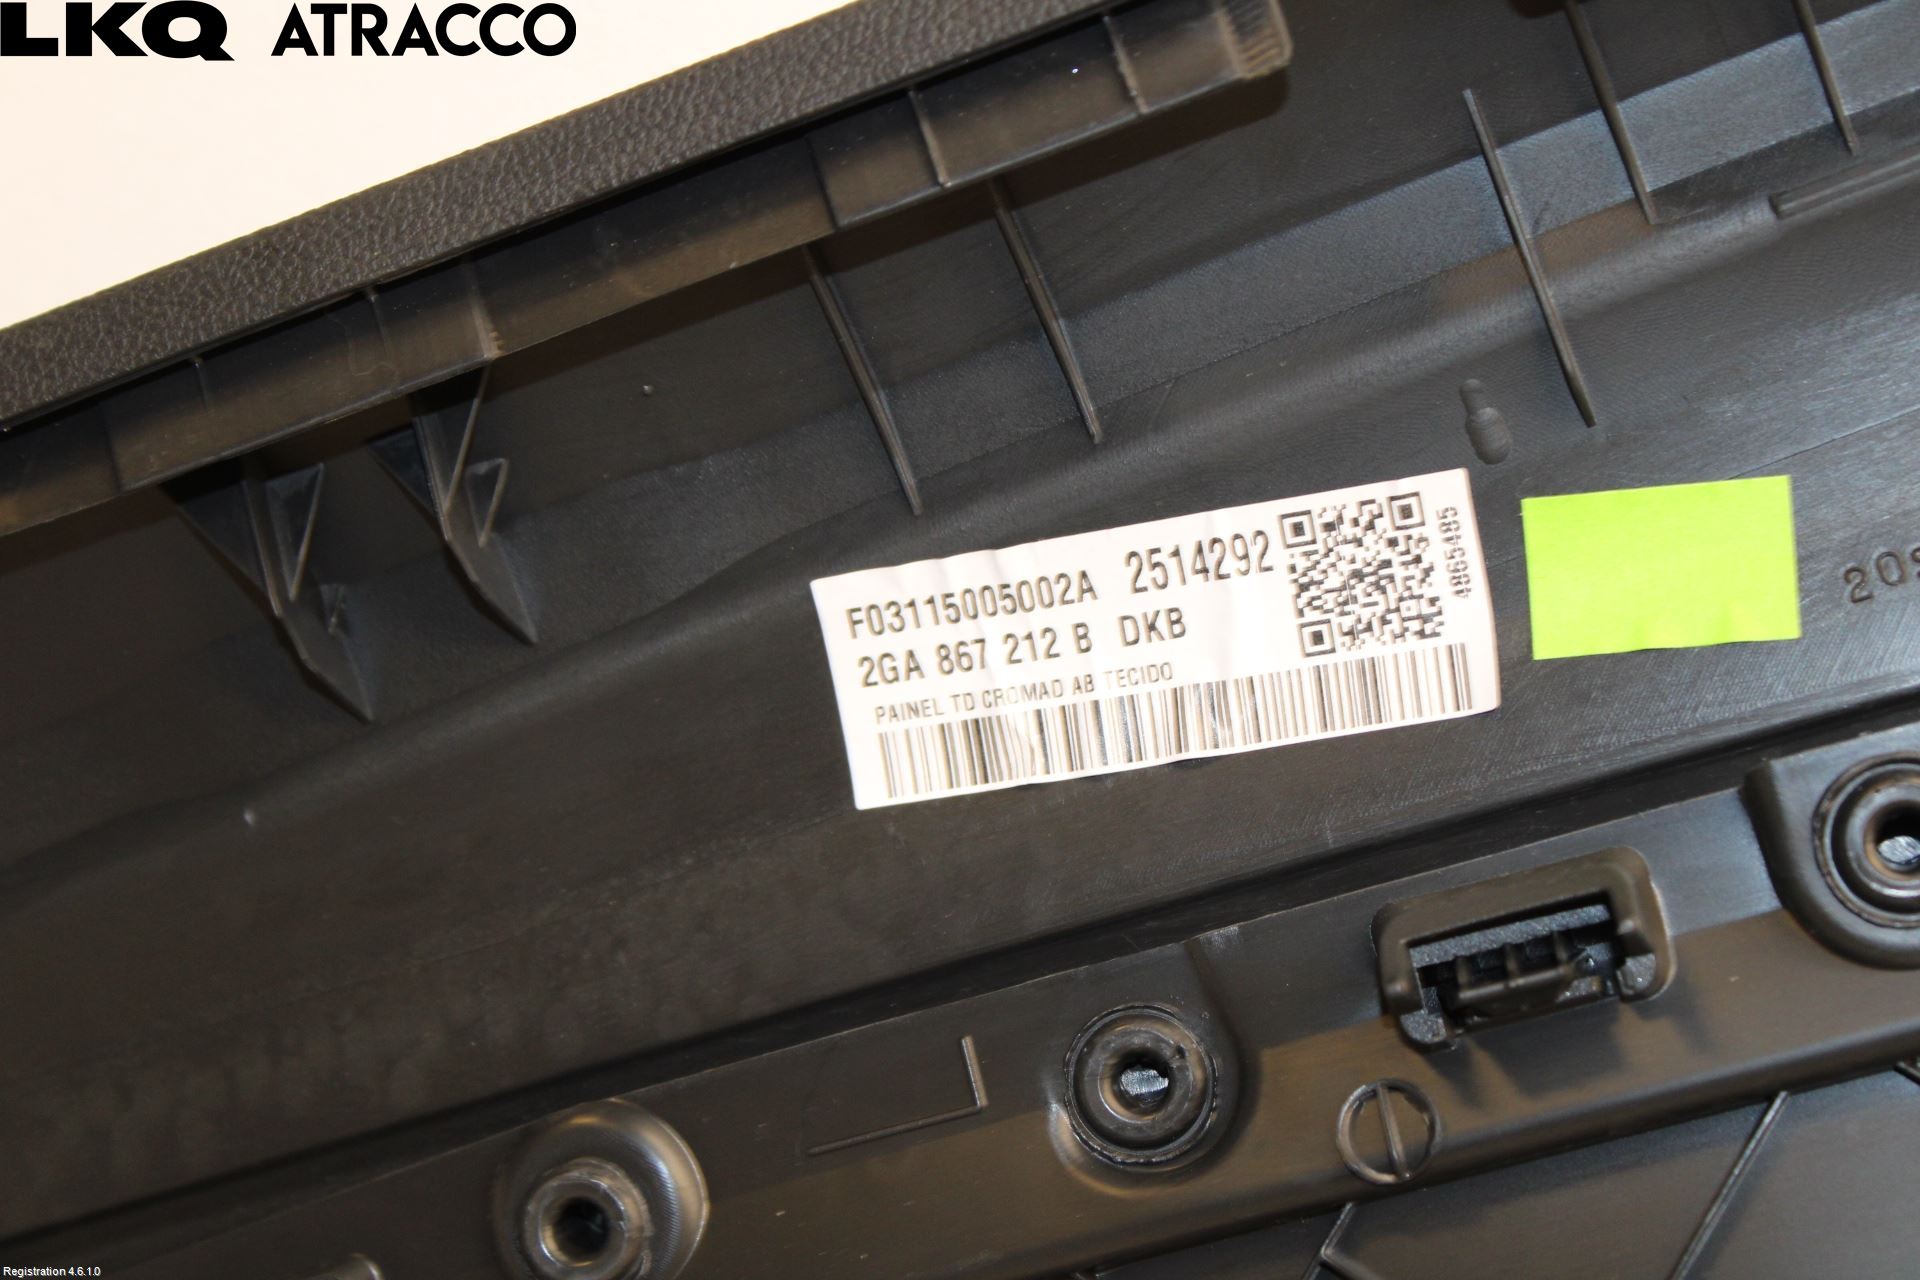 LKQ ATRACCO
F03115005002A 2514292
2GA 867 212 B DKB
PAINEL TD CROMAD AB TECIDO
4865485
Registration 4.6.1.0